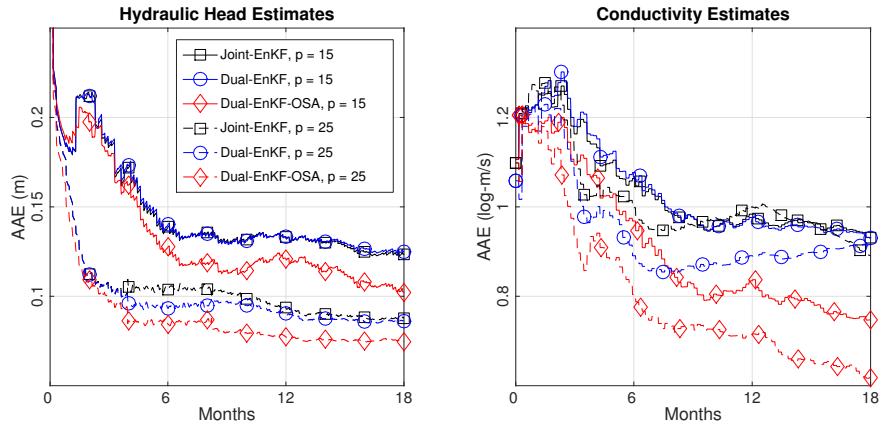 Hydraulic Head Estimates
AAE (m)
0.2
0.15
0.1
0
6
12
18
Months
Joint-EnKF, p = 15
Dual-EnKF, p = 15
Dual-EnKF-OSA, p = 15
Joint-EnKF, p = 25
Dual-EnKF, p = 25
Dual-EnKF-OSA, p = 25
Conductivity Estimates
AAE (log-m/s)
1.2
1
0.8
0
6
12
18
Months